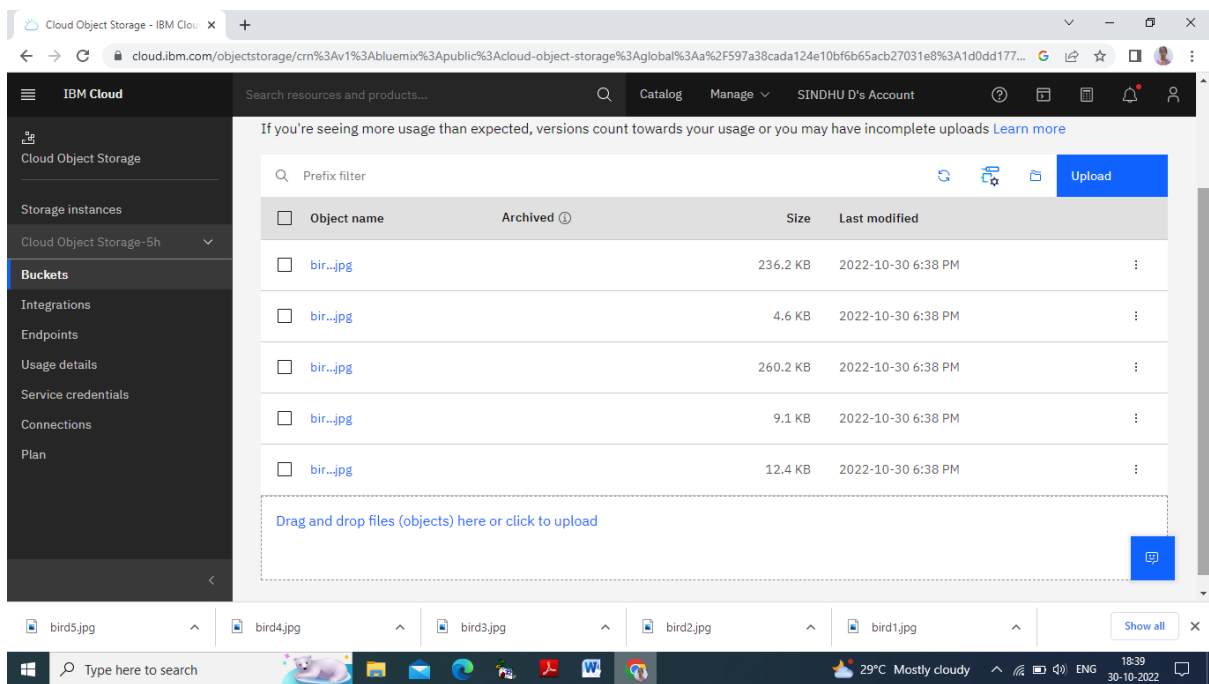 Cloud Object Storage - IBM Clou
cloud.ibm.com/objectstorage/crn%3Av1%3Abluemix%3Apublic%3Acloud-object-storage%3Aglobal%3Aa%2F597a38cada124e10bf6b65acb27031e8%3A1d0dd177...
IBM Cloud
Search resources and products...
Catalog
Manage
SINDHU D's Account
Cloud Object Storage
Storage instances
Cloud Object Storage-5h
Buckets
Integrations
Endpoints
Usage details
Service credentials
Connections
Plan
If you're seeing more usage than expected, versions count towards your usage or you may have incomplete uploads Learn more
Prefix filter
Upload
Object name Archived Size Last modified
bir...jpg 236.2 KB 2022-10-30 6:38 PM
bir...jpg 4.6 KB 2022-10-30 6:38 PM
bir...jpg 260.2 KB 2022-10-30 6:38 PM
bir...jpg 9.1 KB 2022-10-30 6:38 PM
bir...jpg 12.4 KB 2022-10-30 6:38 PM
Drag and drop files (objects) here or click to upload
bird5.jpg
bird4.jpg
bird3.jpg
bird2.jpg
bird1.jpg
Show all
Type here to search
29°C Mostly cloudy
ENG
18:39
30-10-2022